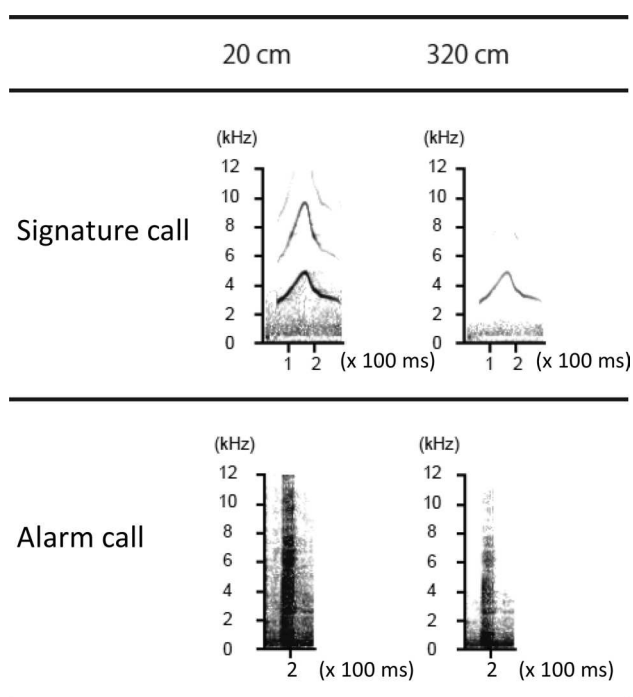 20 cm 320 cm
(kHz) (kHz)
12 12
10 10
8 8
Signature call
6 6
4 4
2 2
0 0
1 2 (x 100 ms) 1 2 (x 100 ms)
(kHz) (kHz)
12 12
10 10
8 8
Alarm call
6 6
4 4
2 2
0 0
2 (x 100 ms) 2 (x 100 ms)